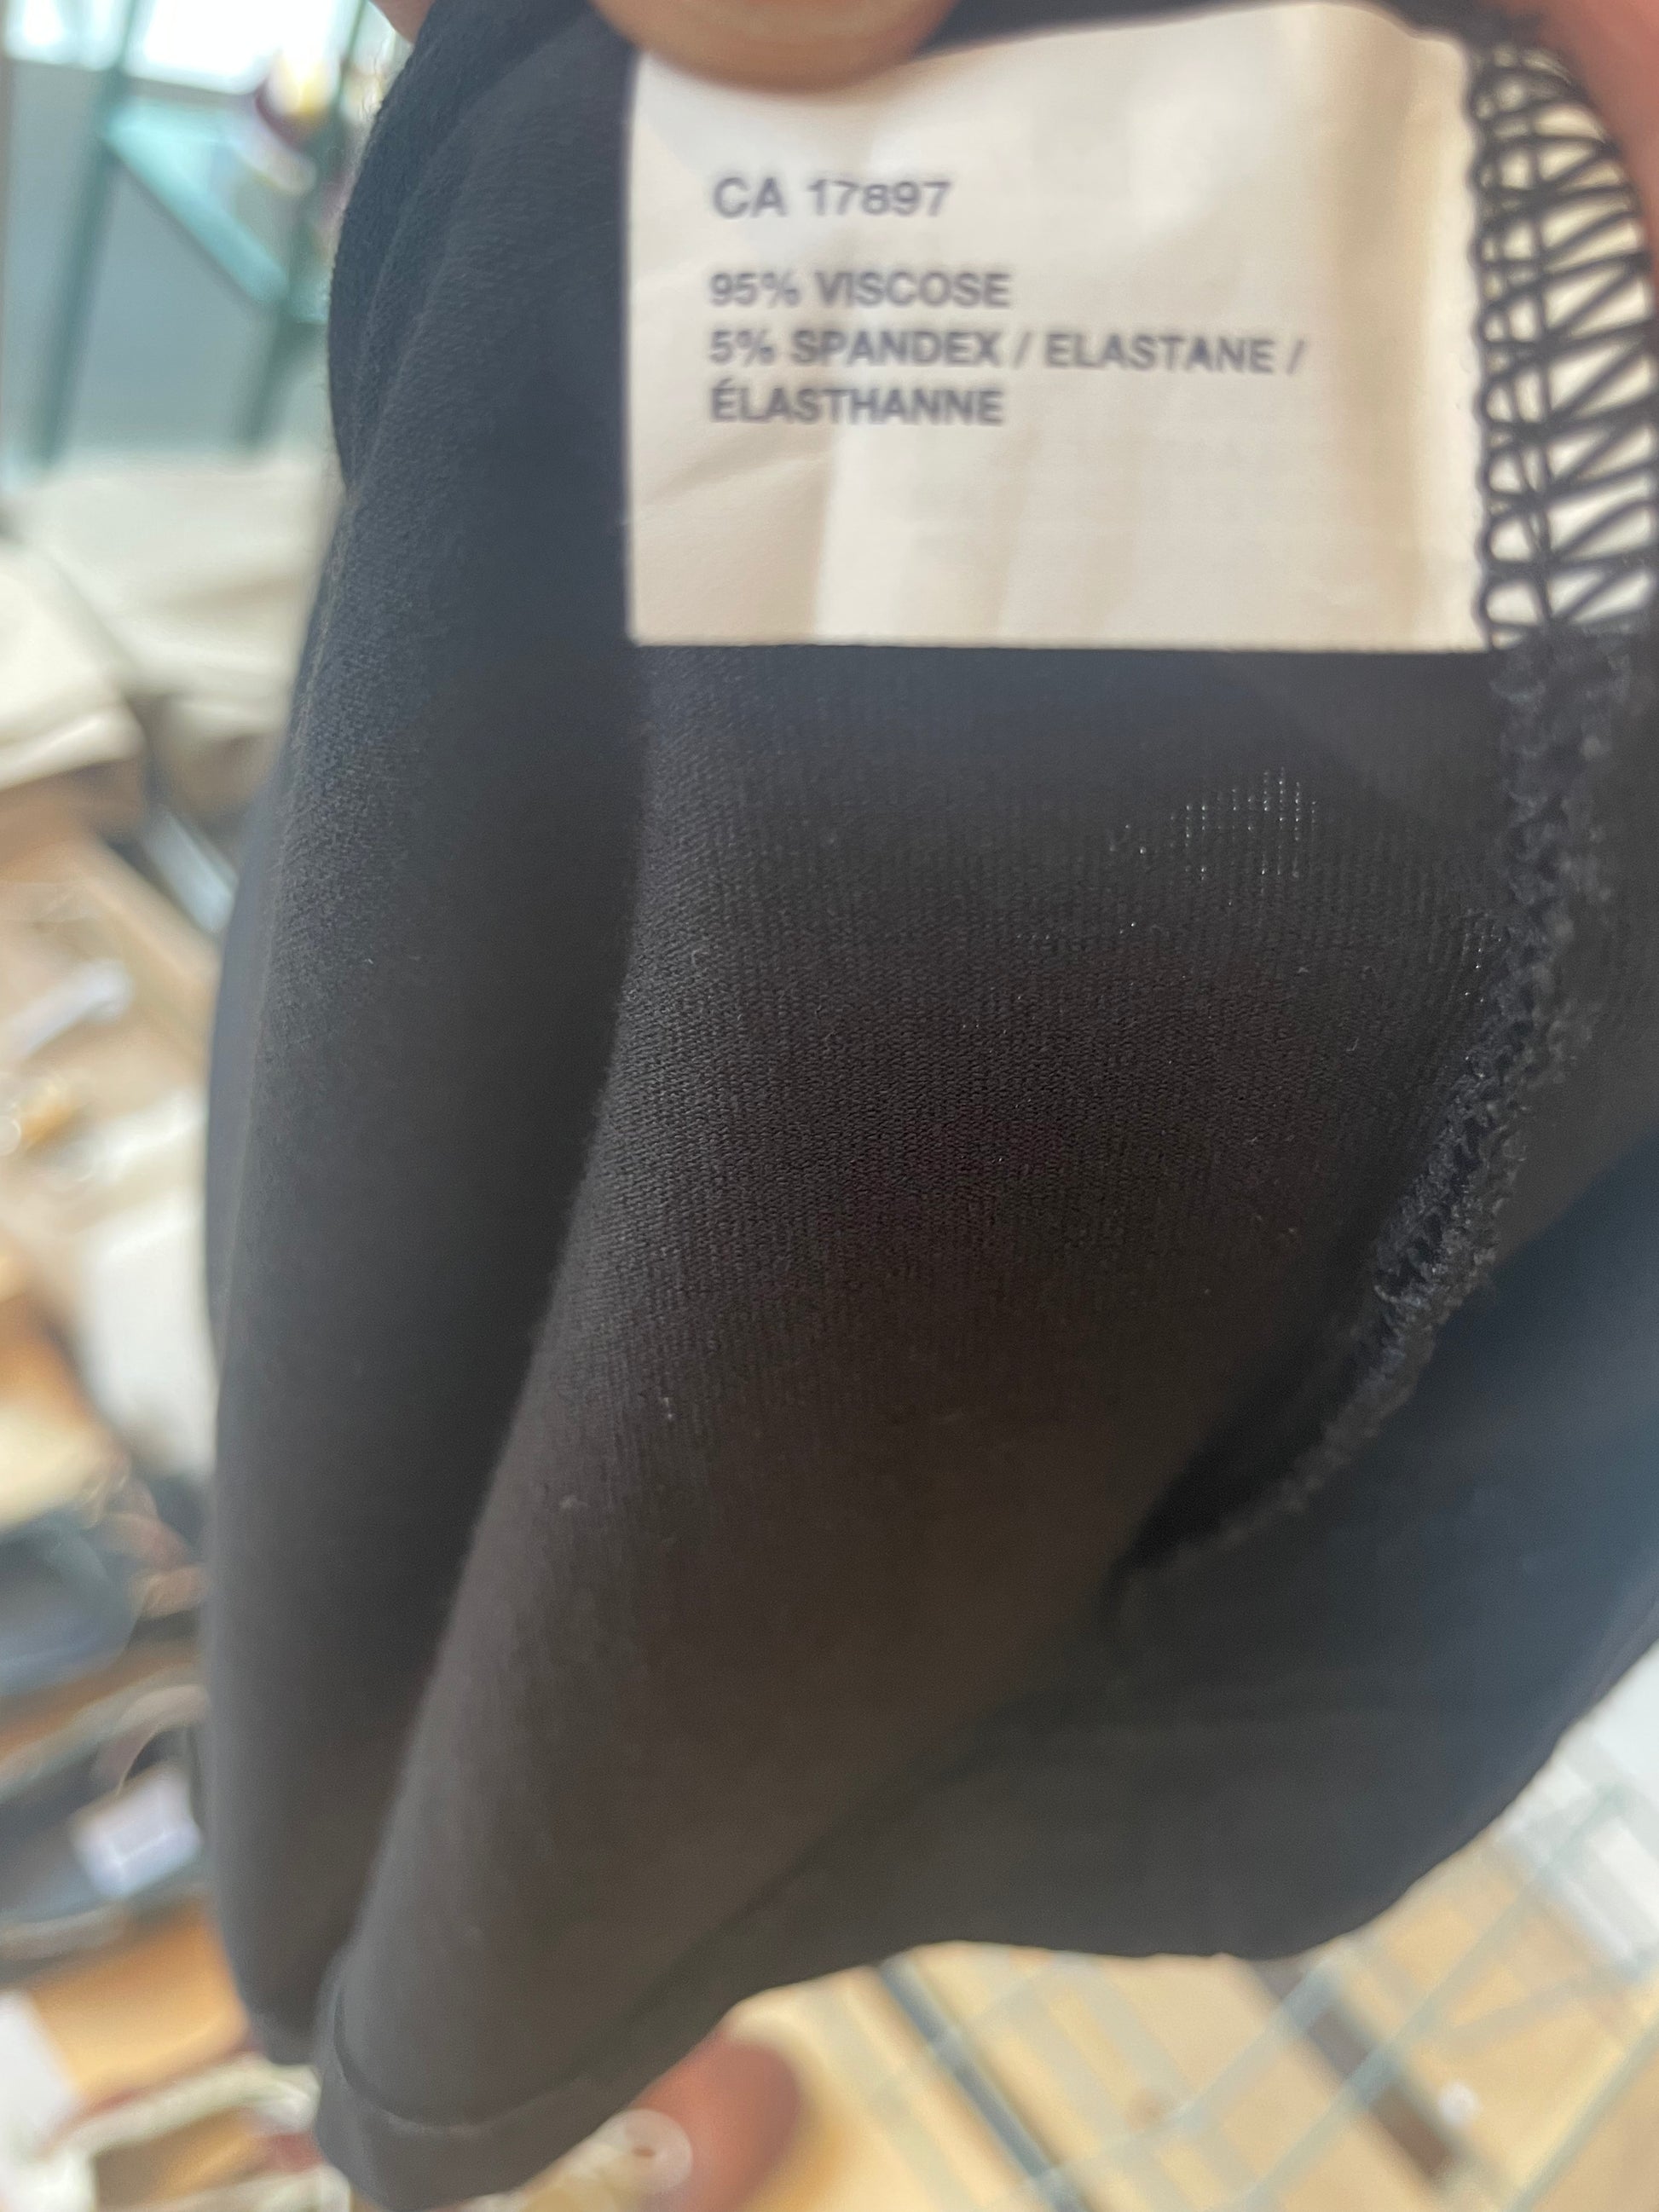 CA 17897
95% VISCOSE
5% SPANDEX / ELASTANE /
ÉLASTHANNE